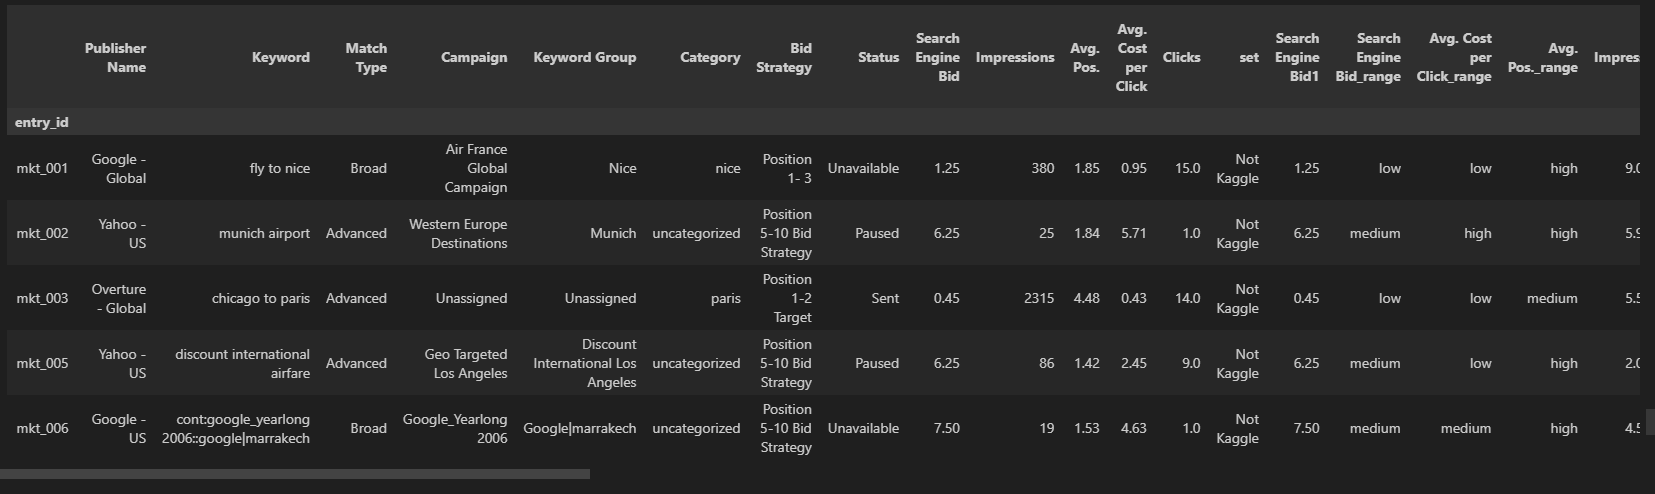 Publisher Name Keyword Match Type Campaign Keyword Group Category Bid Strategy Status Search Engine Bid Impressions Avg. Pos. Avg. Cost per Click Clicks set Search Engine Bid1 Search Engine Bid_range Avg. Cost per Click_range Avg. Pos._range Impres
entry_id
mkt_001 Google - Global fly to nice Broad Air France Global Campaign Nice nice Position 1- 3 Unavailable 1.25 380 1.85 0.95 15.0 Not Kaggle 1.25 low low high 9.0
mkt_002 Yahoo - US munich airport Advanced Western Europe Destinations Munich uncategorized Position 5-10 Bid Strategy Paused 6.25 25 1.84 5.71 1.0 Not Kaggle 6.25 medium high high 5.9
mkt_003 Overture - Global chicago to paris Advanced Unassigned Unassigned paris Position 1-2 Target Sent 0.45 2315 4.48 0.43 14.0 Not Kaggle 0.45 low low medium 5.5
mkt_005 Yahoo - US discount international airfare Advanced Geo Targeted Los Angeles Discount International Los Angeles uncategorized Position 5-10 Bid Strategy Paused 6.25 86 1.42 2.45 9.0 Not Kaggle 6.25 medium low high 2.0
mkt_006 Google - US cont:google_yearlong 2006::google|marrakech Broad Google_Yearlong 2006 Google|marrakech uncategorized Position 5-10 Bid Strategy Unavailable 7.50 19 1.53 4.63 1.0 Not Kaggle 7.50 medium medium high 4.5